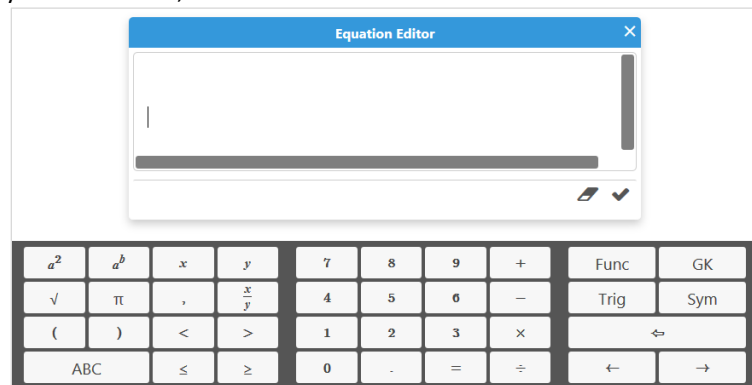 Equation Editor ×
a² aᵇ x y 7 8 9 + Func GK
√ π , x/y 4 5 6 − Trig Sym
( ) < > 1 2 3 × ⇦
ABC ≤ ≥ 0 . = ÷ ← →